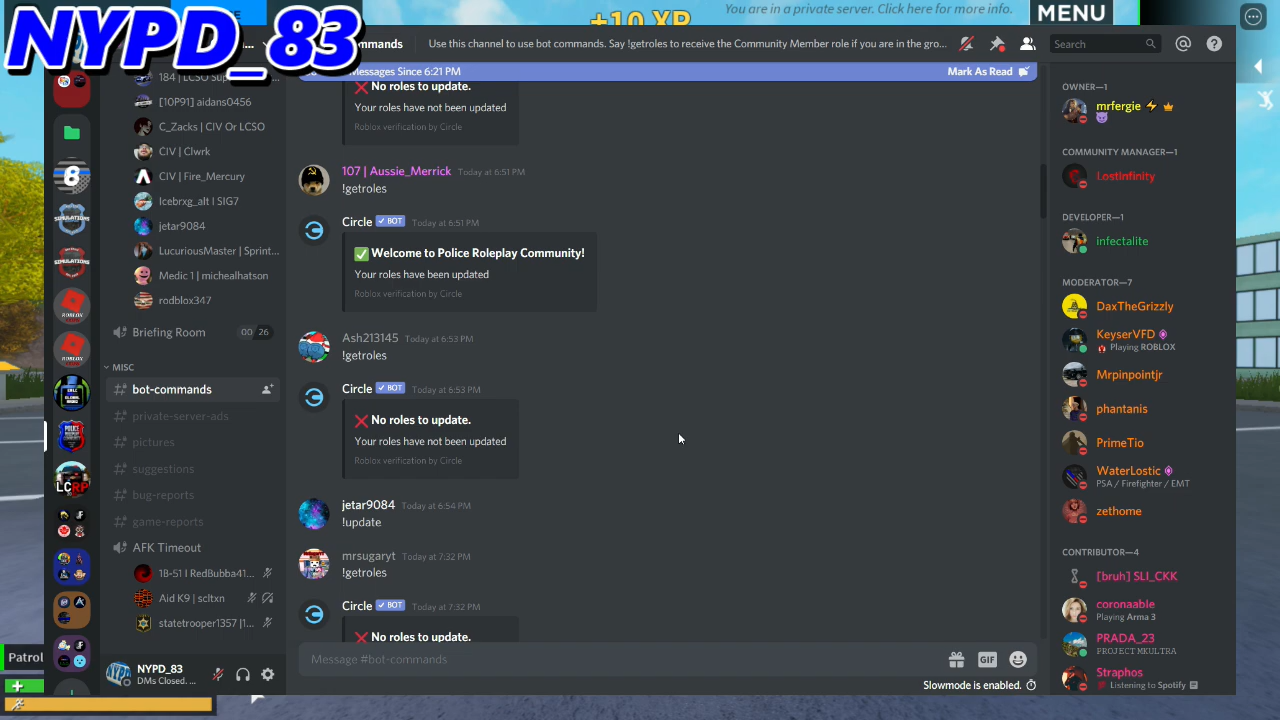 +10 XP
You are in a private server. Click here for more info.
MENU
NYPD_83
ommands
Use this channel to use bot commands. Say !getroles to receive the Community Member role if you are in the gro...
Search
Messages Since 6:21 PM
Mark As Read
184 | LCSO Sup
[10P91] aidans0456
C_Zacks | CIV Or LCSO
CIV | Clwrk
CIV | Fire_Mercury
Icebrxg_alt | SIG7
jetar9084
LucuriousMaster | Sprint...
Medic 1 | michealhatson
rodblox347
Briefing Room 00 26
MISC
bot-commands
private-server-ads
pictures
suggestions
bug-reports
game-reports
AFK Timeout
18-51 I RedBubba41...
Aid K9 | scltxn
statetrooper1357 |1...
NYPD_83
DMs Closed. ...
No roles to update.
Your roles have not been updated
Roblox verification by Circle
107 | Aussie_Merrick Today at 6:51 PM
!getroles
Circle BOT Today at 6:51 PM
Welcome to Police Roleplay Community!
Your roles have been updated
Roblox verification by Circle
Ash213145 Today at 6:53 PM
!getroles
Circle BOT Today at 6:53 PM
No roles to update.
Your roles have not been updated
Roblox verification by Circle
jetar9084 Today at 6:54 PM
!update
mrsugaryt Today at 7:32 PM
!getroles
Circle BOT Today at 7:32 PM
No roles to update.
Message #bot-commands
GIF
Slowmode is enabled.
OWNER—1
mrfergie
COMMUNITY MANAGER—1
LostInfinity
DEVELOPER—1
infectalite
MODERATOR—7
DaxTheGrizzly
KeyserVFD
Playing ROBLOX
Mrpinpointjr
phantanis
PrimeTio
WaterLostic
PSA / Firefighter / EMT
zethome
CONTRIBUTOR—4
[bruh] SLI_CKK
coronaable
Playing Arma 3
PRADA_23
PROJECT MKULTRA
Straphos
Listening to Spotify
Patrol
LCRP